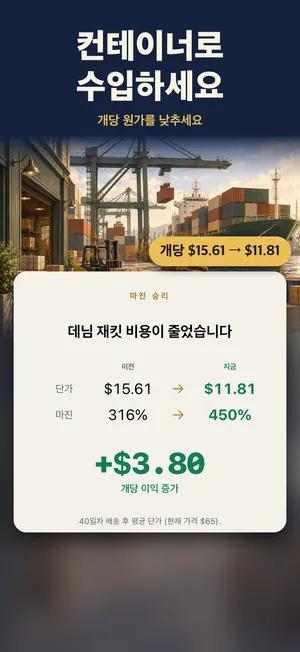 컨테이너로
수입하세요
개당 원가를 낮추세요
개당 $15.61 → $11.81
마진 승리
데님 재킷 비용이 줄었습니다
이전 지금
단가 $15.61 → $11.81
마진 316% → 450%
+$3.80
개당 이익 증가
40일차 배송 후 평균 단가 (현재 가격 $65).